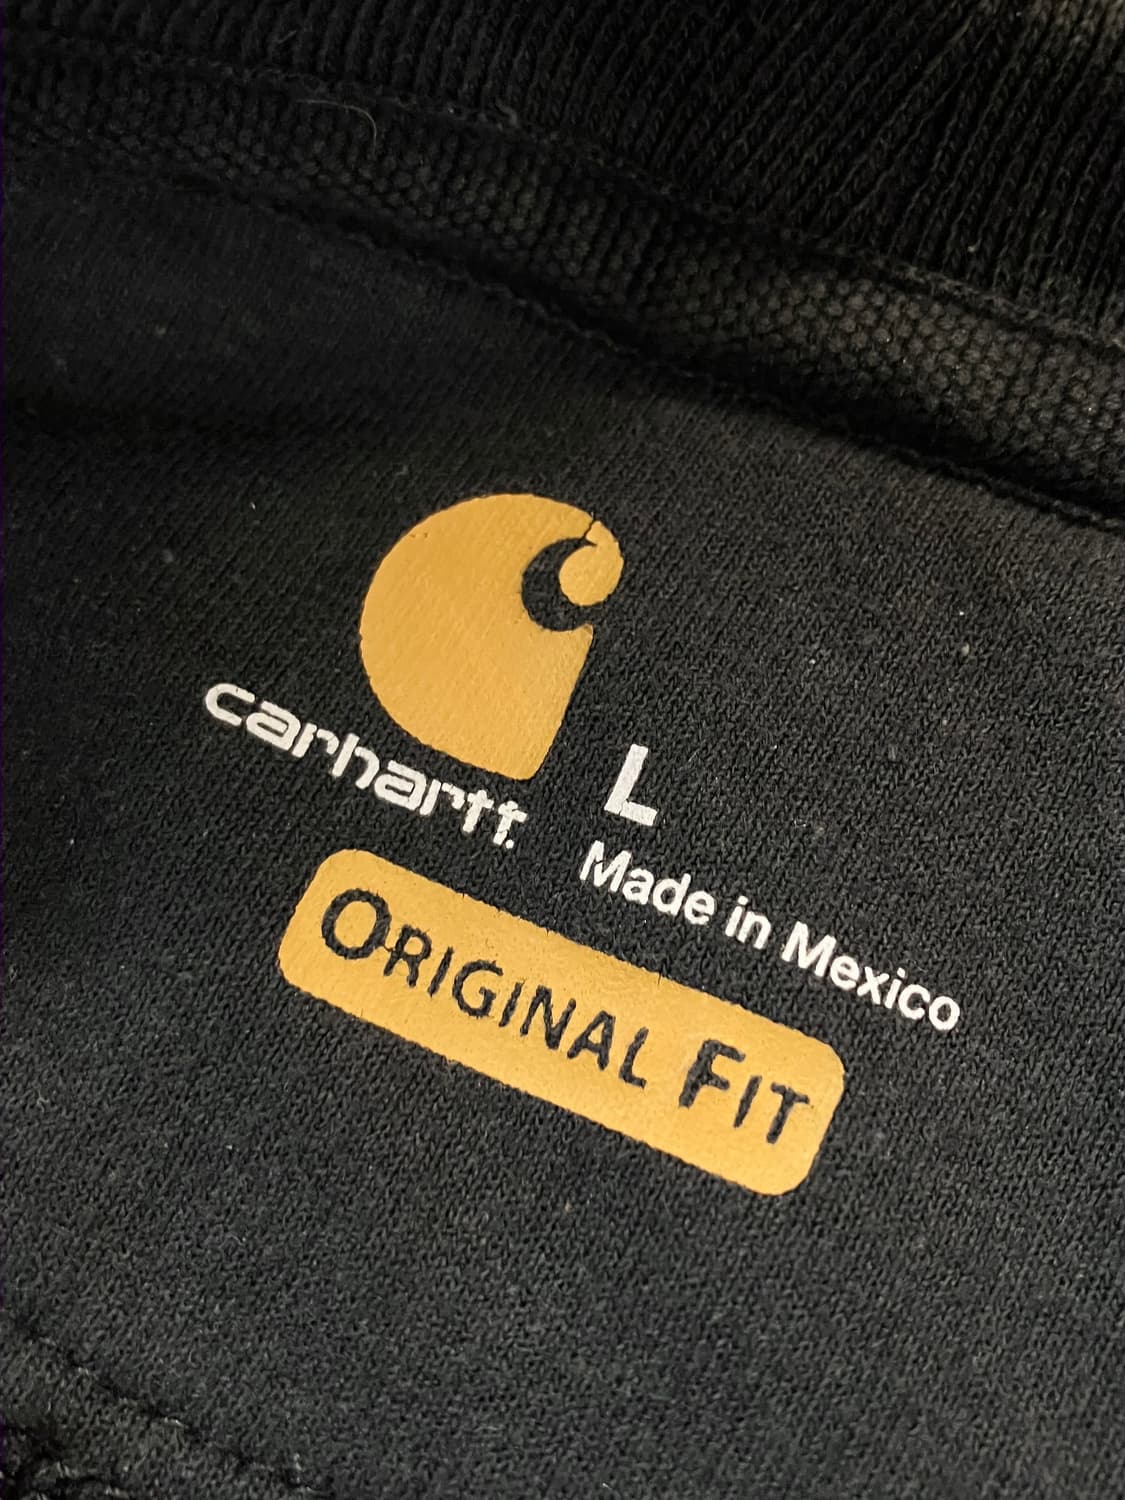 carhartt.
L
Made in Mexico
ORIGINAL FIT